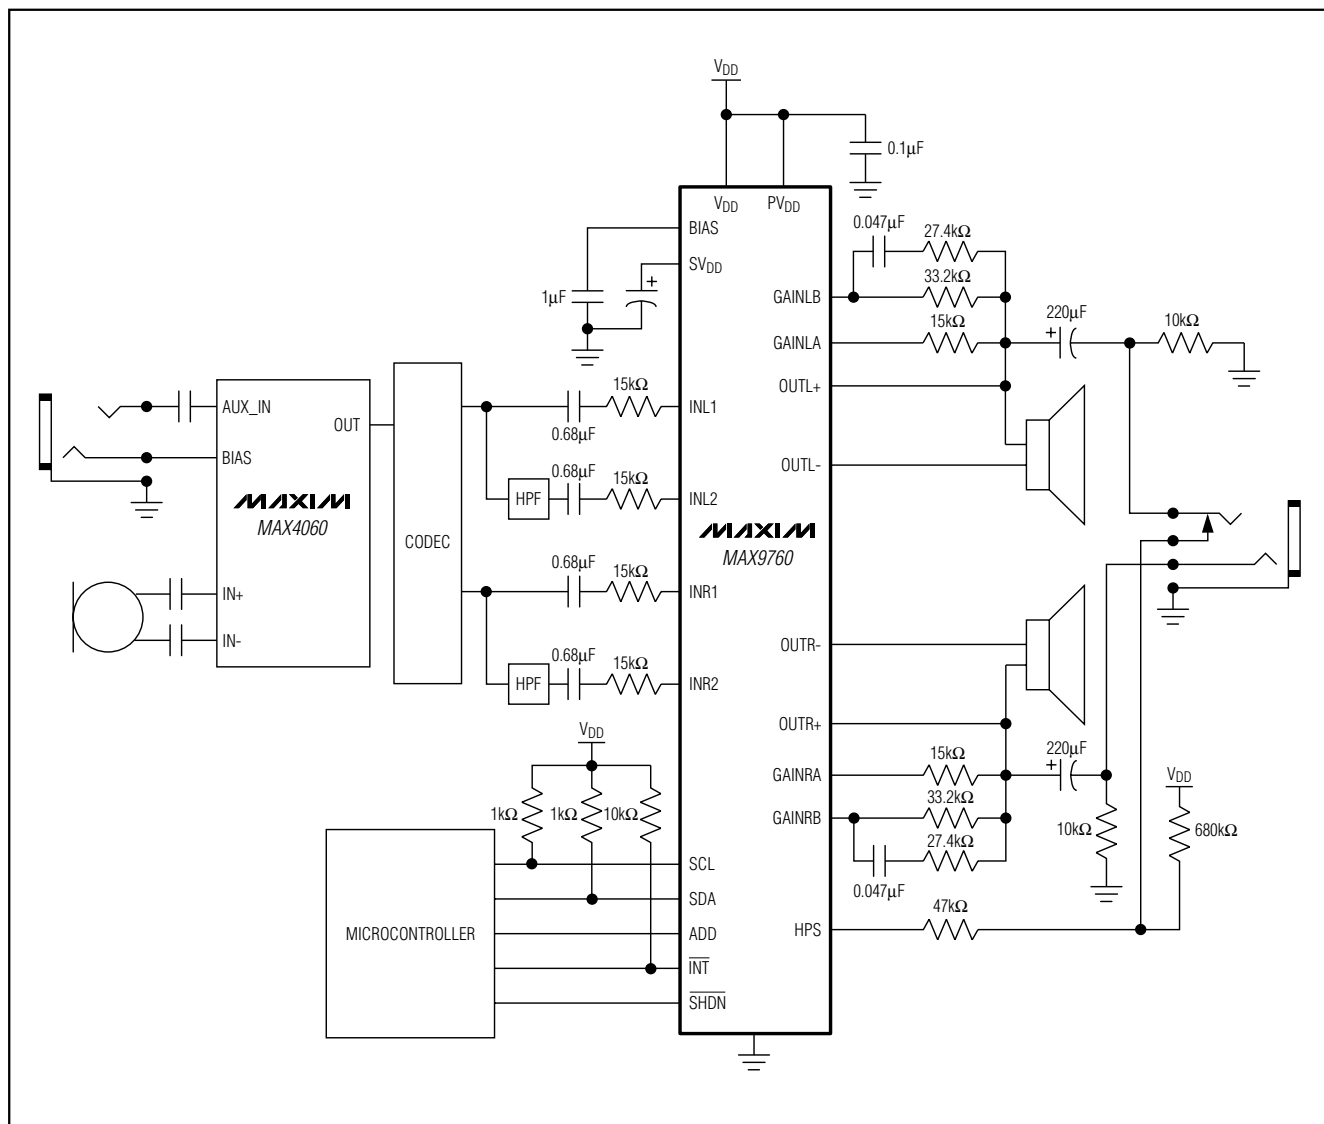 VDD
0.1µF
VDD
PVDD
BIAS
SVDD
1µF
+
0.047µF
27.4kΩ
33.2kΩ
GAINLB
15kΩ
GAINLA
220µF
+
10kΩ
OUTL+
OUTL-
AUX_IN
OUT
BIAS
MAXIM
MAX4060
IN+
IN-
CODEC
15kΩ
0.68µF
INL1
HPF
0.68µF
15kΩ
INL2
MAXIM
MAX9760
0.68µF
15kΩ
INR1
HPF
0.68µF
15kΩ
INR2
OUTR-
OUTR+
15kΩ
GAINRA
220µF
+
33.2kΩ
GAINRB
27.4kΩ
0.047µF
10kΩ
VDD
680kΩ
47kΩ
HPS
VDD
1kΩ
1kΩ
10kΩ
MICROCONTROLLER
SCL
SDA
ADD
INT
SHDN